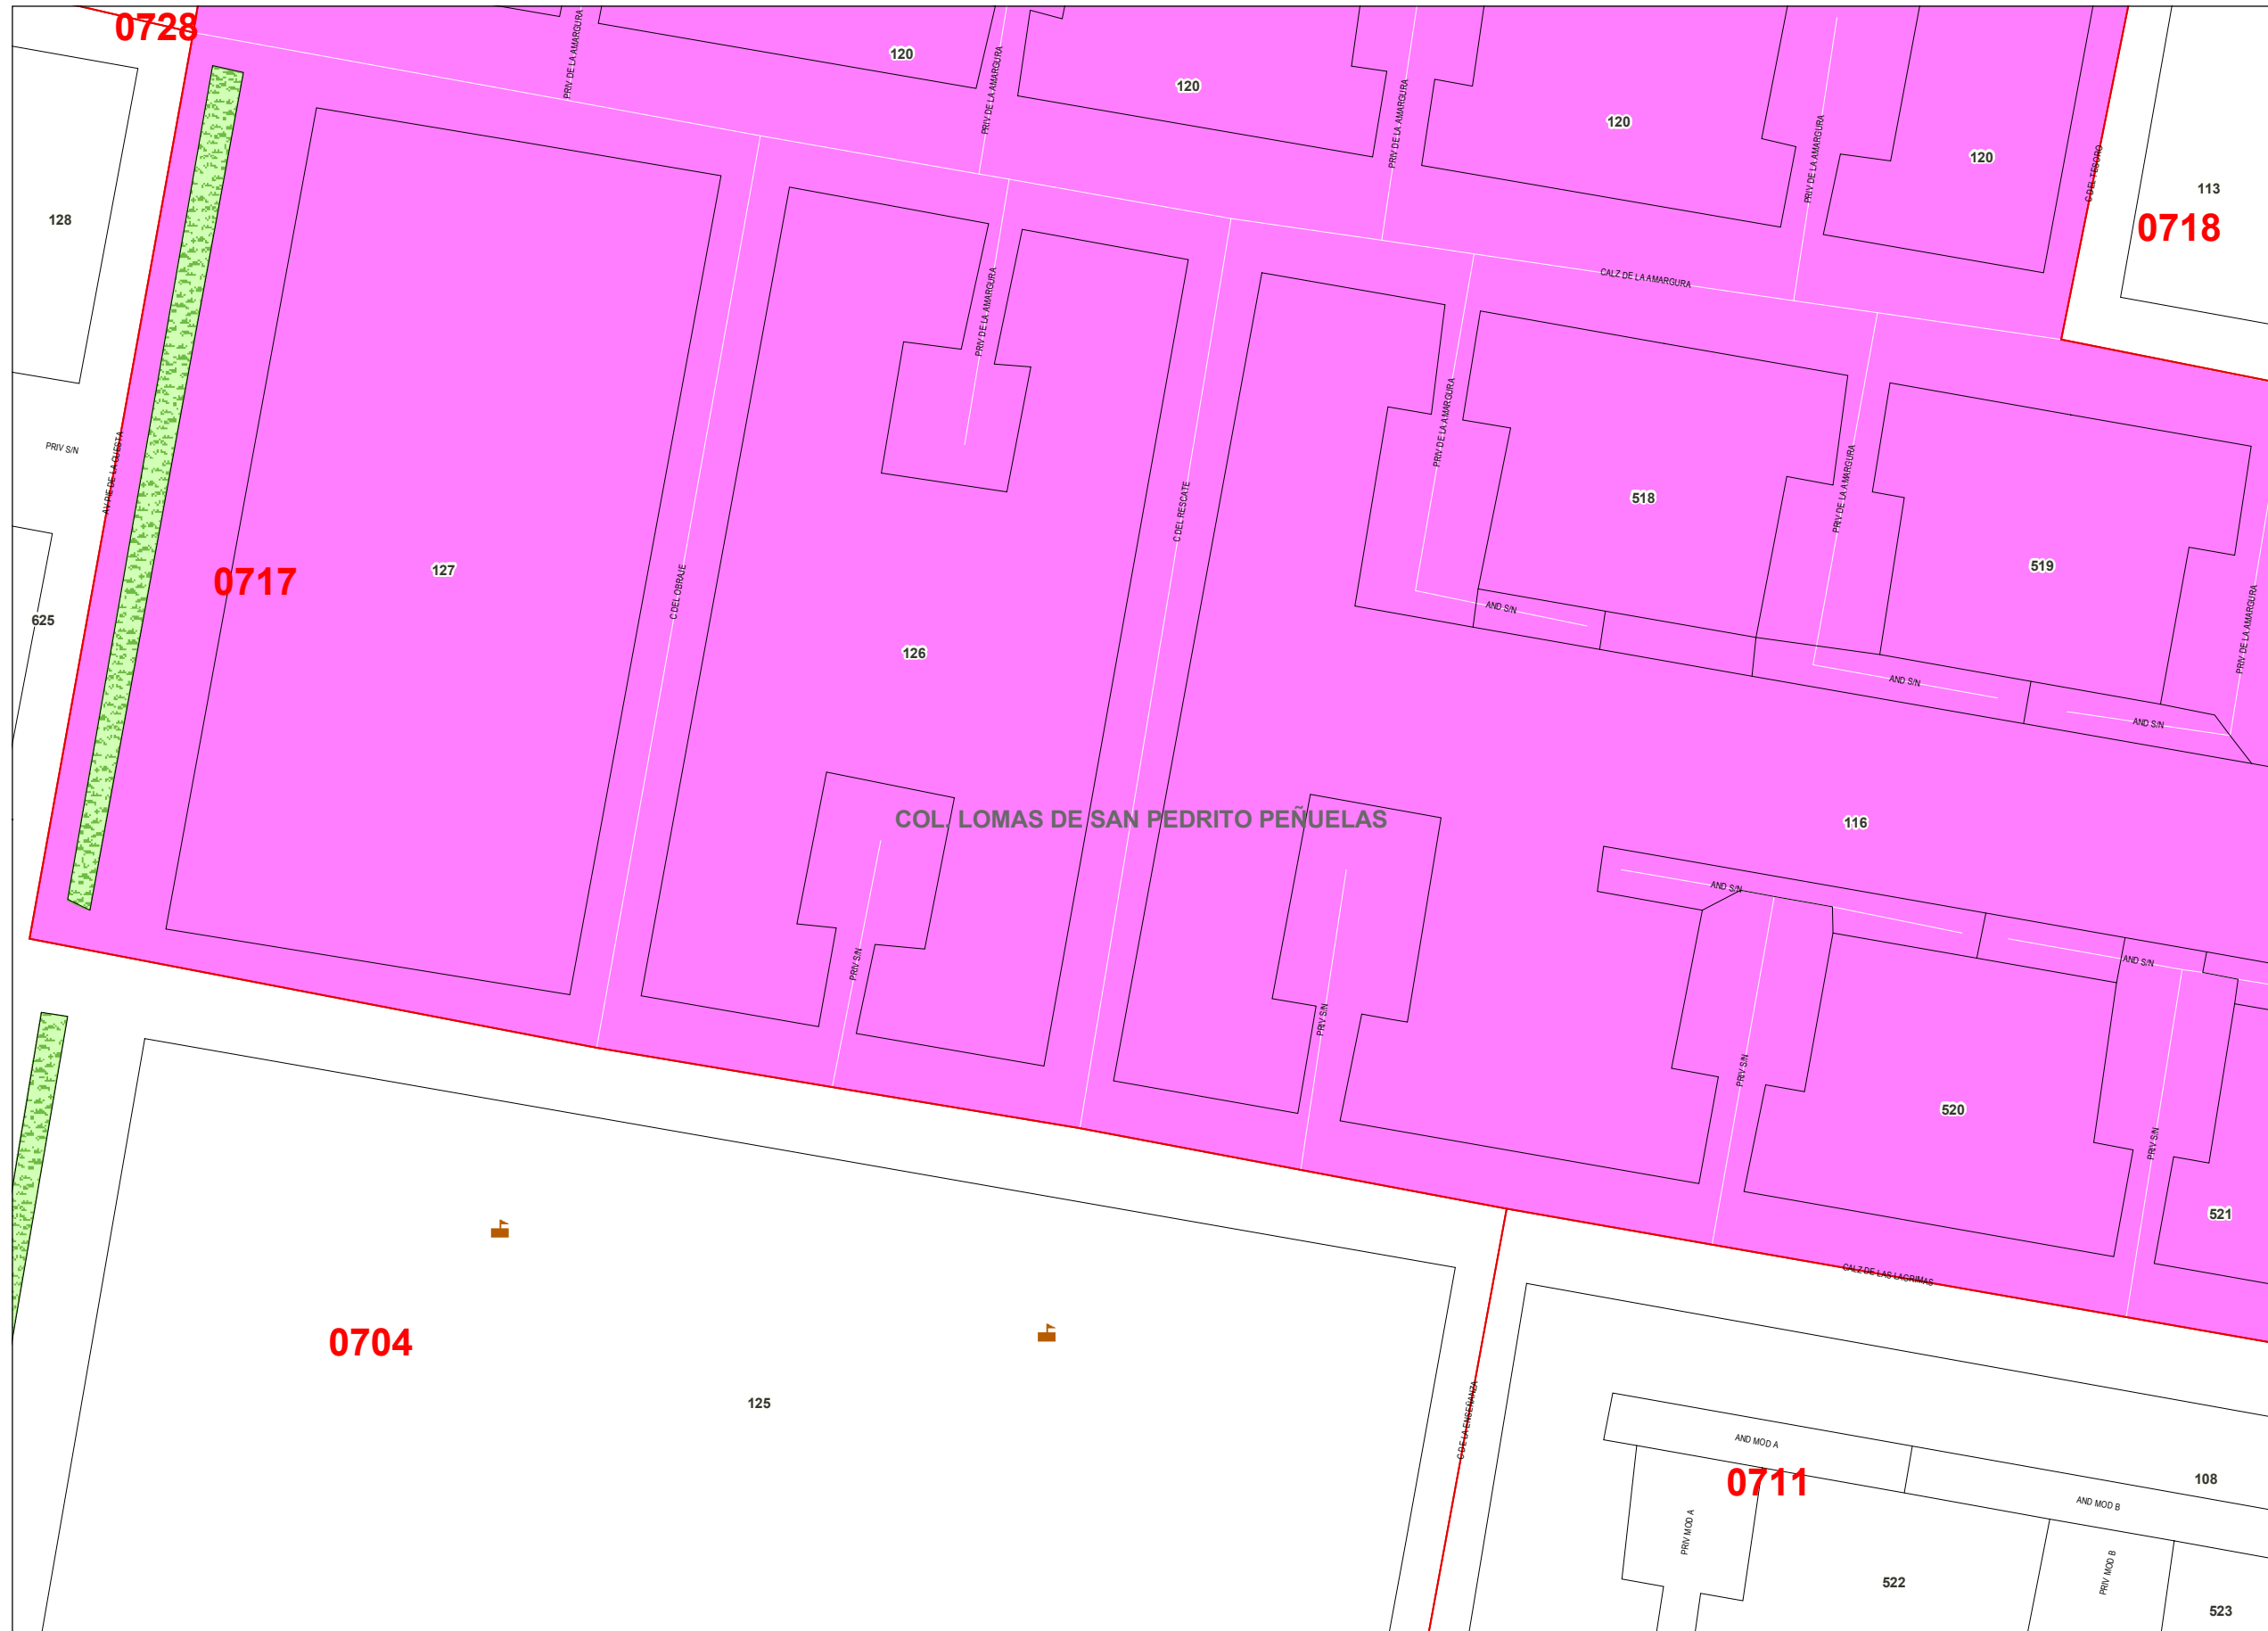 0728
PRIV DE LA AMARGURA
120
PRIV DE LA AMARGURA
120
PRIV DE LA AMARGURA
120
PRIV DE LA AMARGURA
120
C DEL TESORO
113
0718
128
CALZ DE LA AMARGURA
PRIV DE LA AMARGURA
PRIV DE LA AMARGURA
PRIV DE LA AMARGURA
PRIV DE LA AMARGURA
PRIV S/N
AV PIE DE LA CUESTA
C DEL RESCATE
518
519
0717
127
C DEL OBRAJE
625
126
AND S/N
AND S/N
AND S/N
COL. LOMAS DE SAN PEDRITO PEÑUELAS
116
AND S/N
AND S/N
PRIV S/N
PRIV S/N
PRIV S/N
PRIV S/N
520
521
CALZ DE LAS LAGRIMAS
0704
125
C DE LA ENSEÑANZA
AND MOD A
0711
108
AND MOD B
PRIV MOD A
PRIV MOD B
522
523